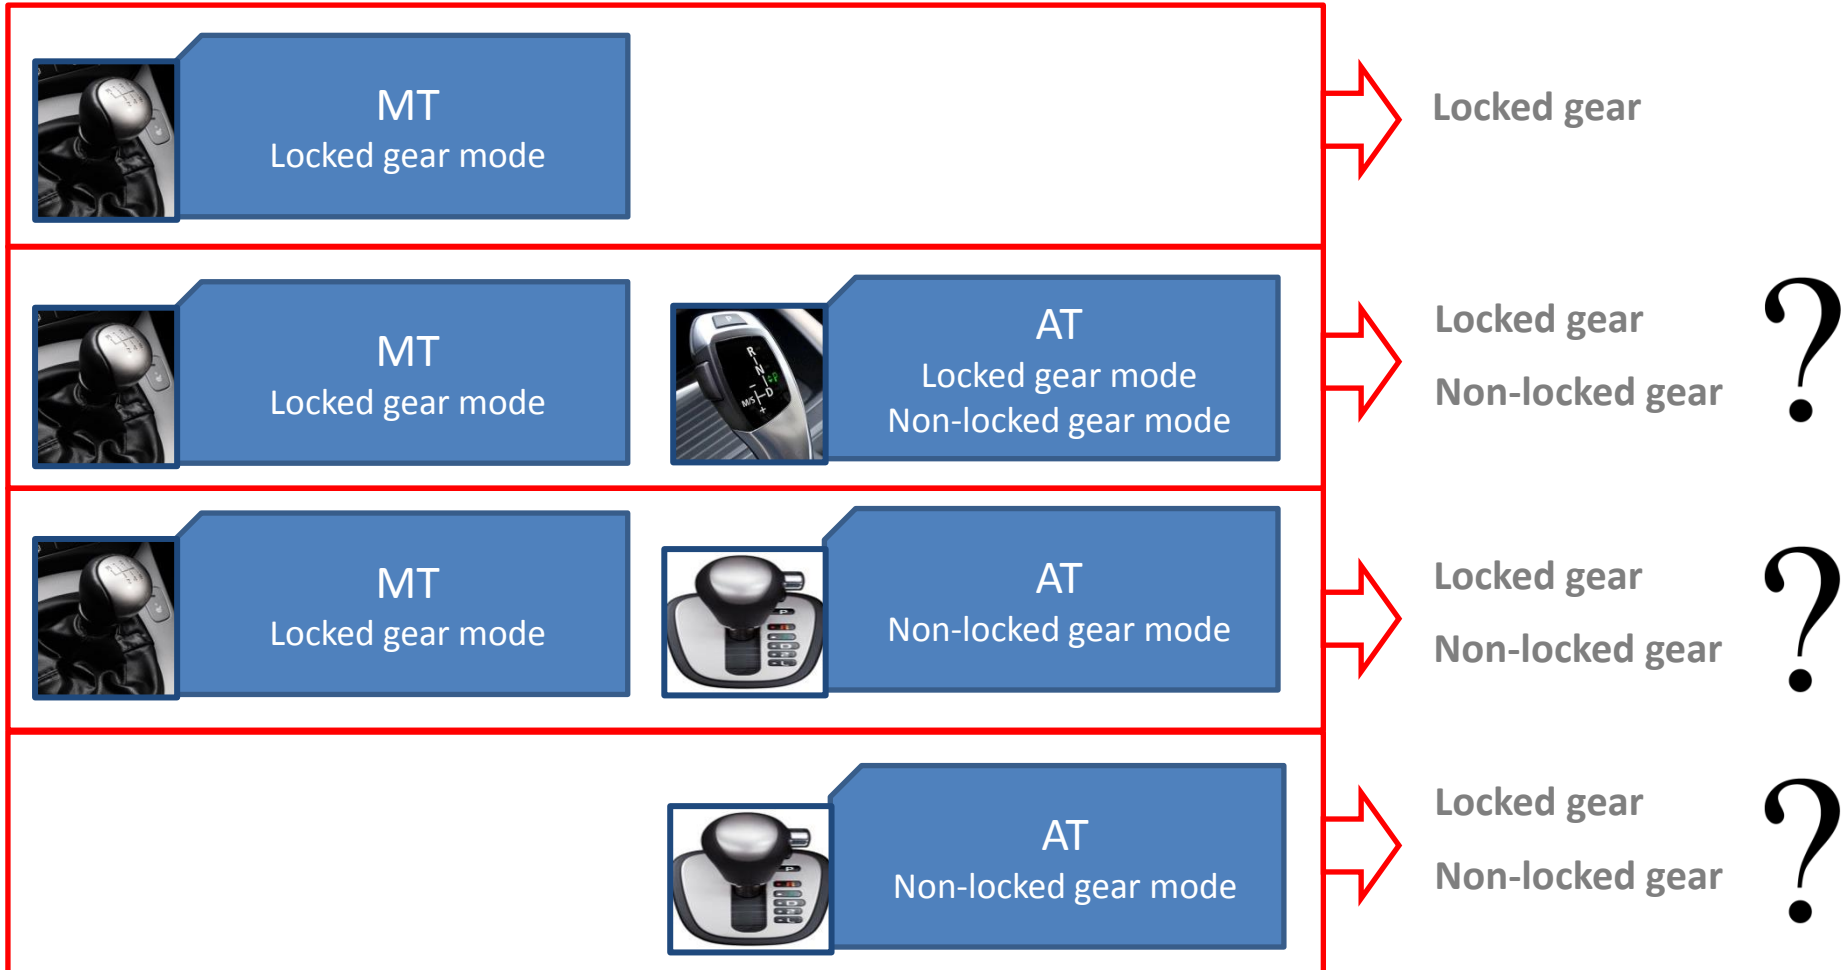 MT
Locked gear mode
Locked gear
MT
Locked gear mode
R
N
P
D
M/S
+
AT
Locked gear mode
Non-locked gear mode
Locked gear
Non-locked gear
?
MT
Locked gear mode
P
L
AT
Non-locked gear mode
Locked gear
Non-locked gear
?
P
L
AT
Non-locked gear mode
Locked gear
Non-locked gear
?